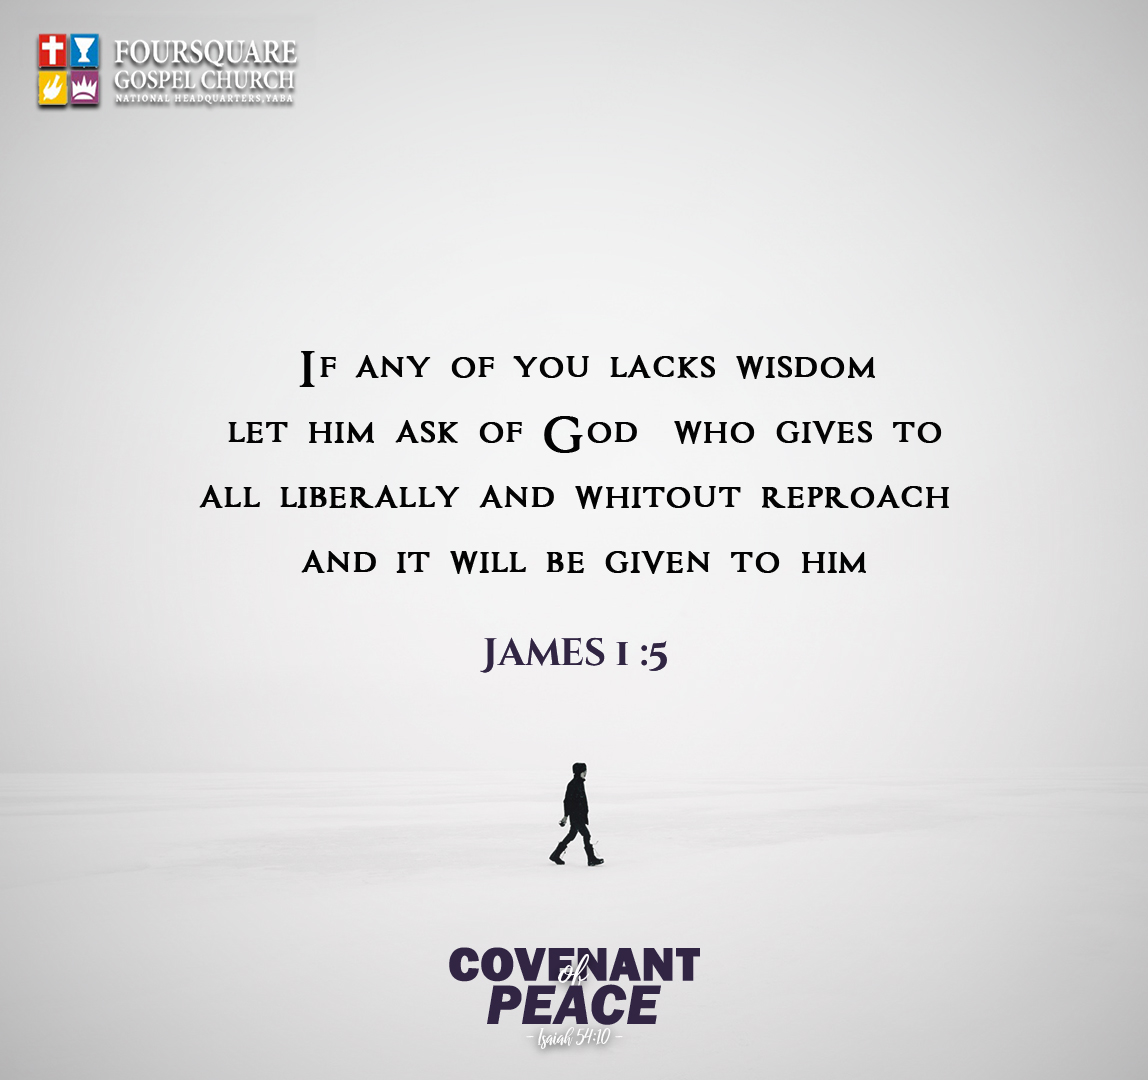 FOURSQUARE
GOSPEL CHURCH
NATIONAL HEADQUARTERS, YABA
If any of you lacks wisdom
let him ask of God who gives to
all liberally and whitout reproach
and it will be given to him
JAMES 1 :5
COVENANT
of
PEACE
- Isaiah 54:10 -